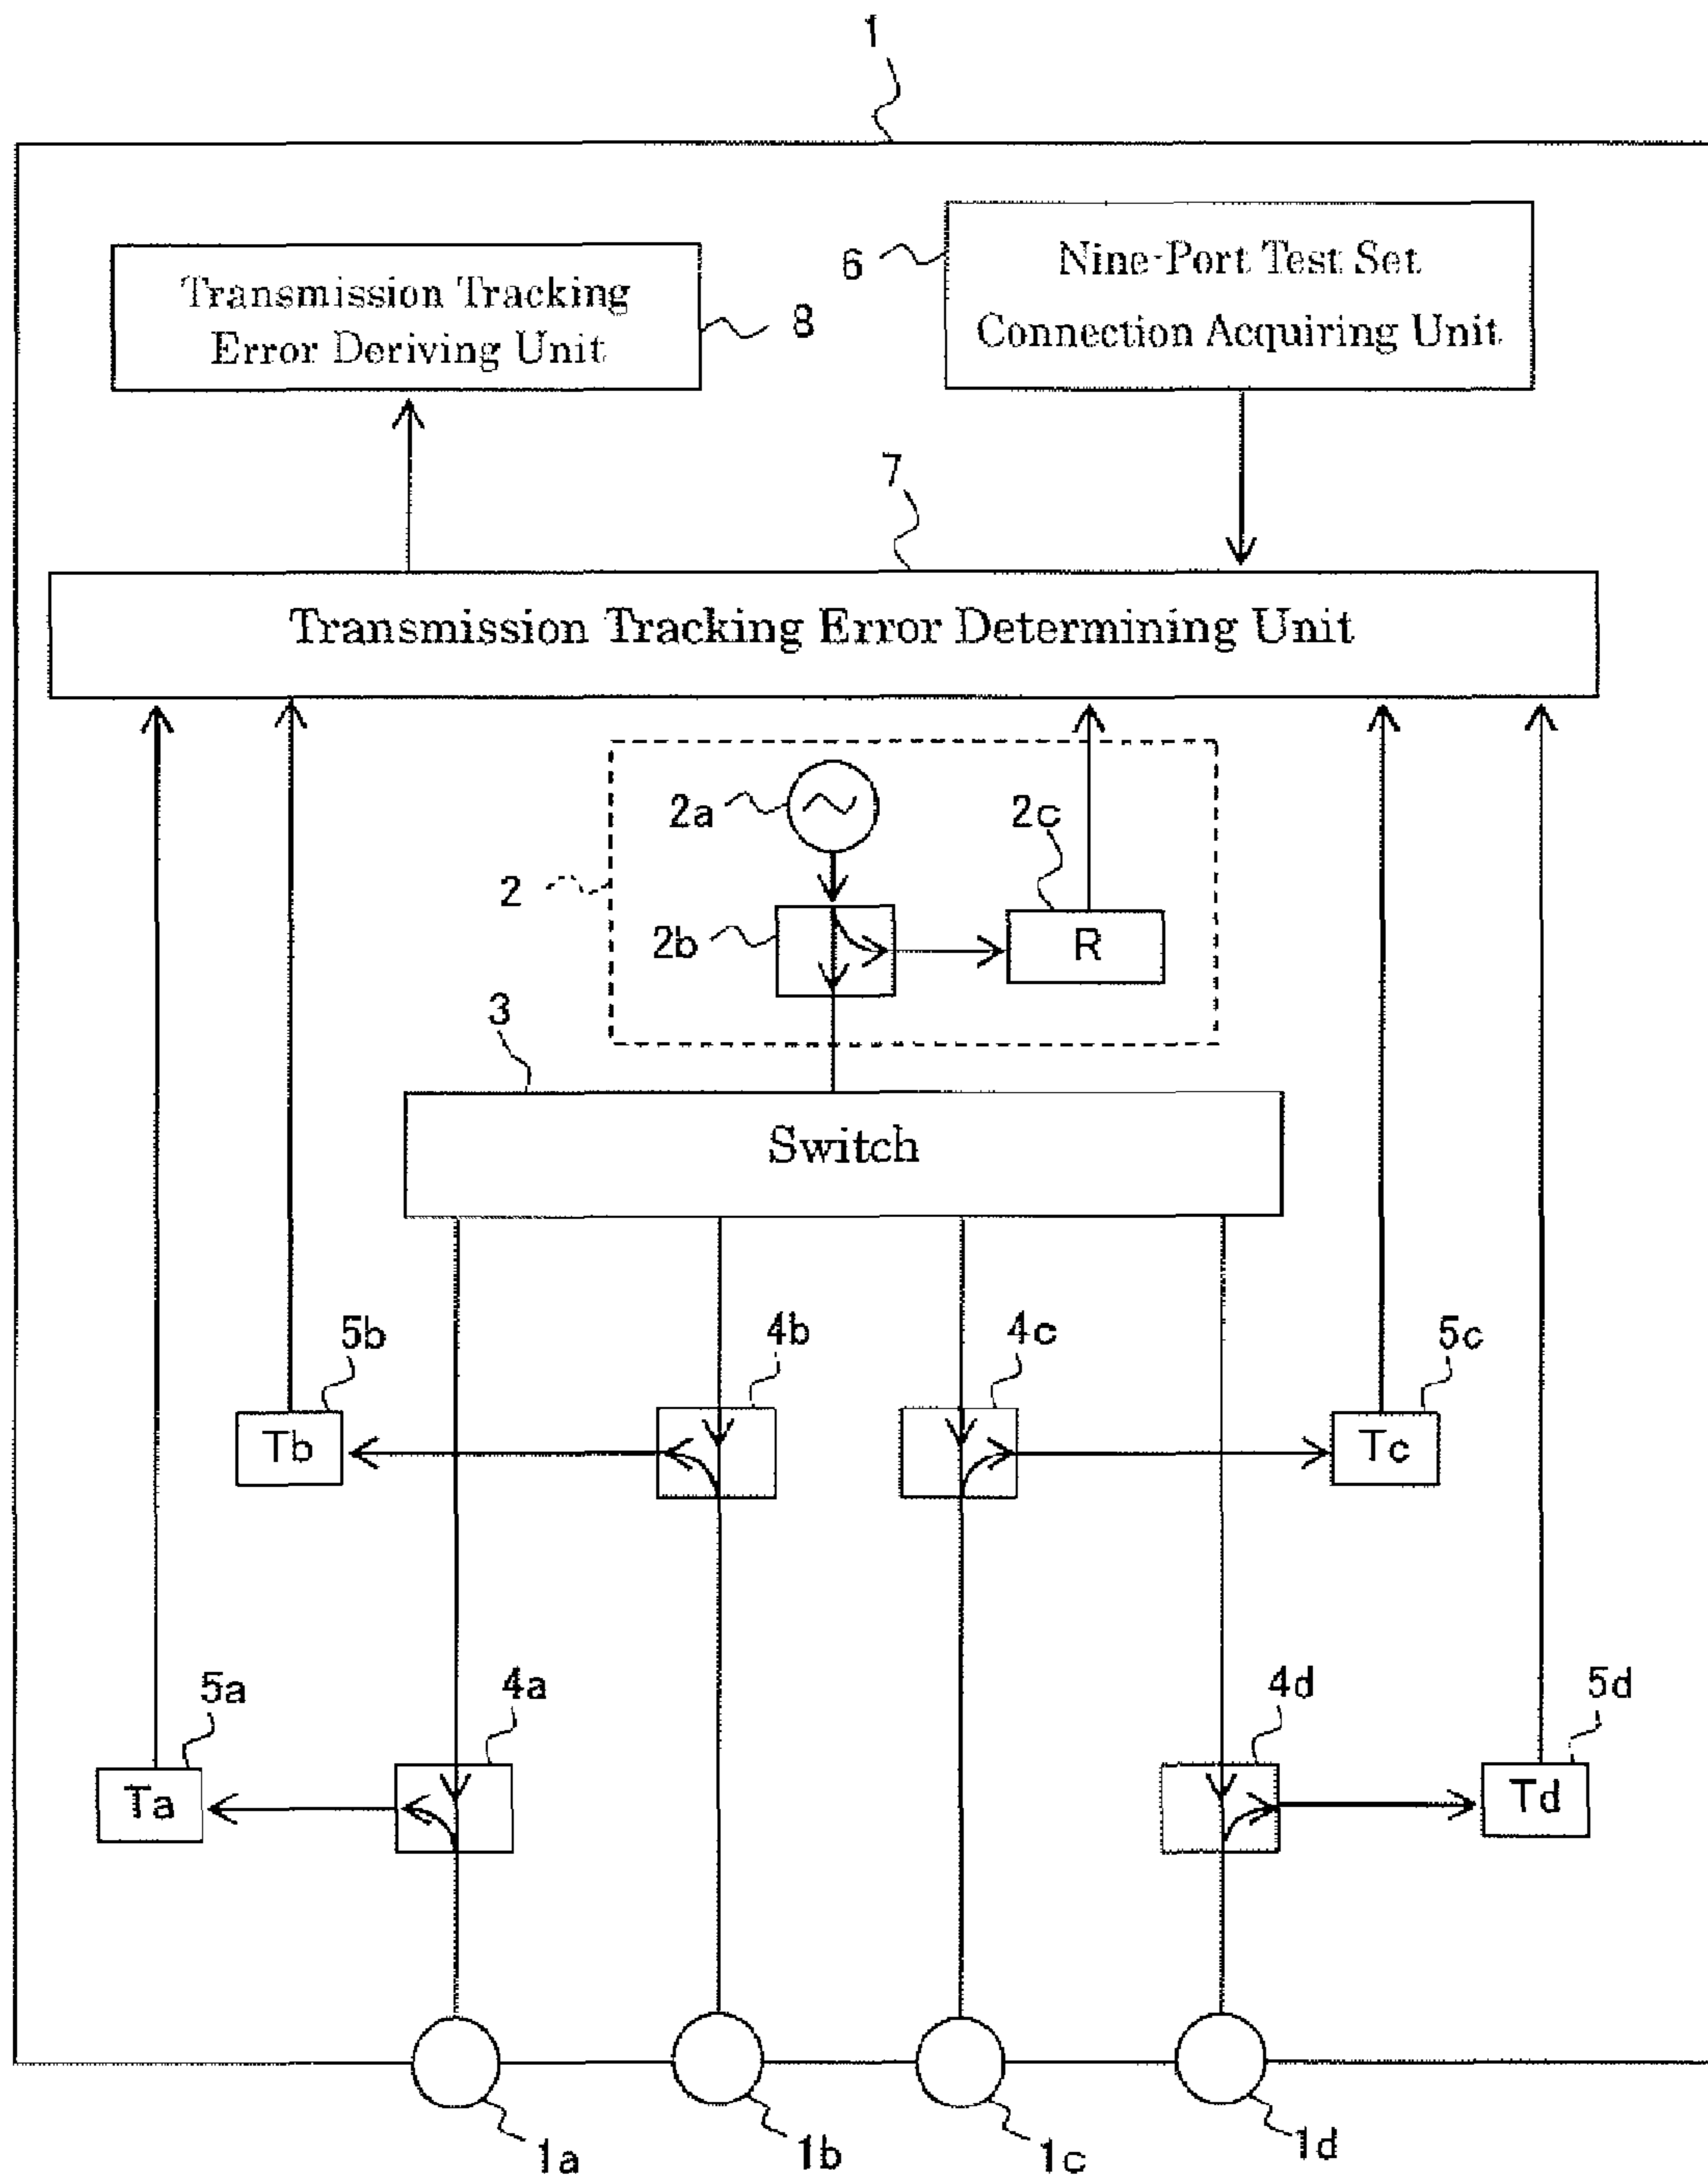 1
6
Nine-Port Test Set
Connection Acquiring Unit
Transmission Tracking
Error Deriving Unit
8
7
Transmission Tracking Error Determining Unit
2a
2c
2
2b
R
3
Switch
5b
4b
4c
5c
Tb
Tc
5a
4a
4d
5d
Ta
Td
1a
1b
1c
1d